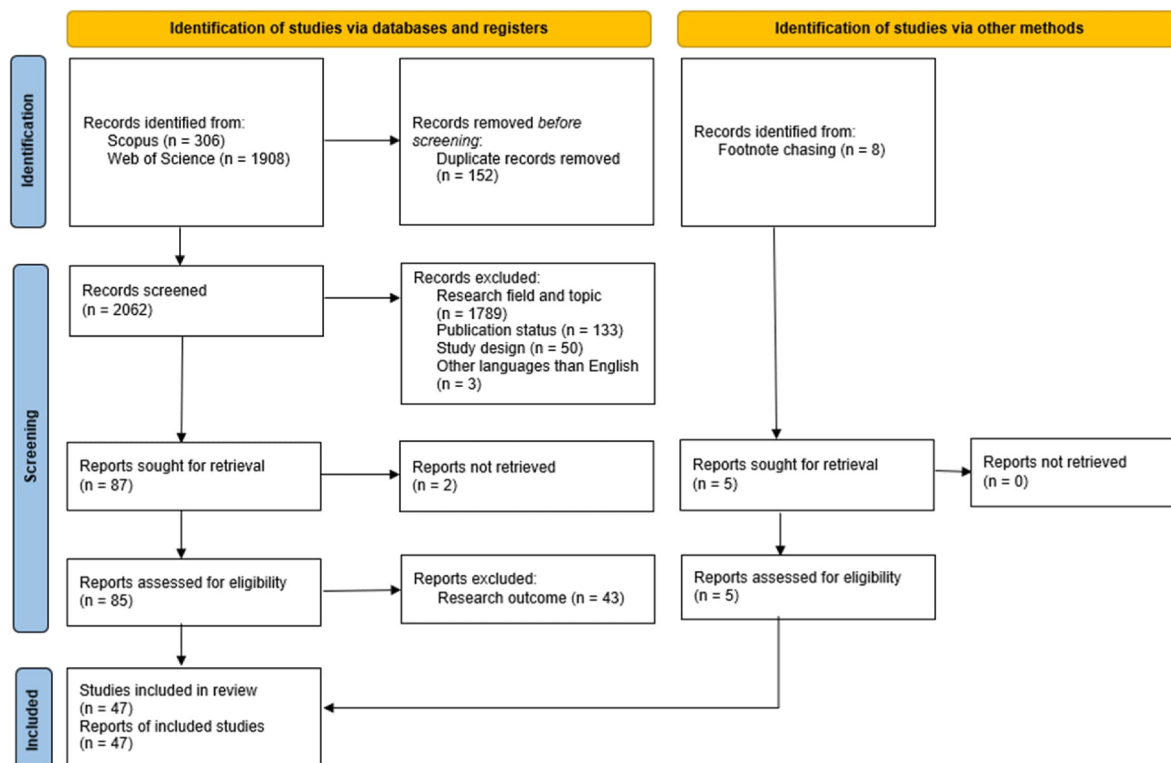 Identification of studies via databases and registers
Identification of studies via other methods
Identification
Records identified from:
Scopus (n = 306)
Web of Science (n = 1908)
Records removed before
screening:
Duplicate records removed
(n = 152)
Records identified from:
Footnote chasing (n = 8)
Screening
Records screened
(n = 2062)
Records excluded:
Research field and topic
(n = 1789)
Publication status (n = 133)
Study design (n = 50)
Other languages than English
(n = 3)
Reports sought for retrieval
(n = 87)
Reports not retrieved
(n = 2)
Reports sought for retrieval
(n = 5)
Reports not retrieved
(n = 0)
Reports assessed for eligibility
(n = 85)
Reports excluded:
Research outcome (n = 43)
Reports assessed for eligibility
(n = 5)
Included
Studies included in review
(n = 47)
Reports of included studies
(n = 47)